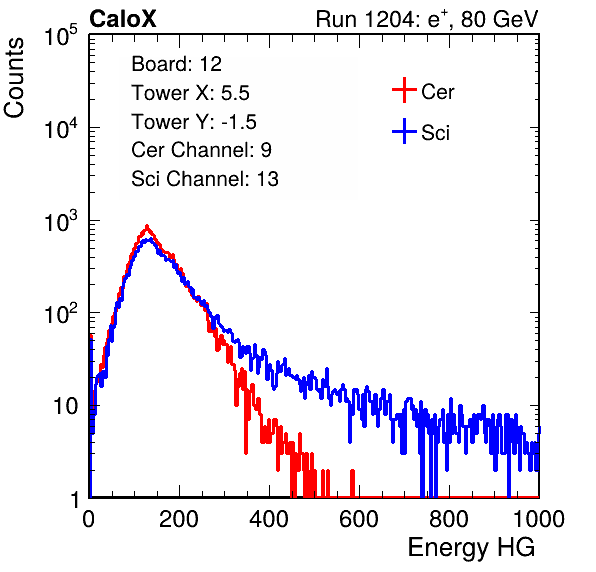 CaloX Run 1204: e⁺, 80 GeV
Counts
10⁵
10⁴
10³
10²
10
1
Board: 12
Tower X: 5.5
Tower Y: -1.5
Cer Channel: 9
Sci Channel: 13
Cer
Sci
0 200 400 600 800 1000
Energy HG